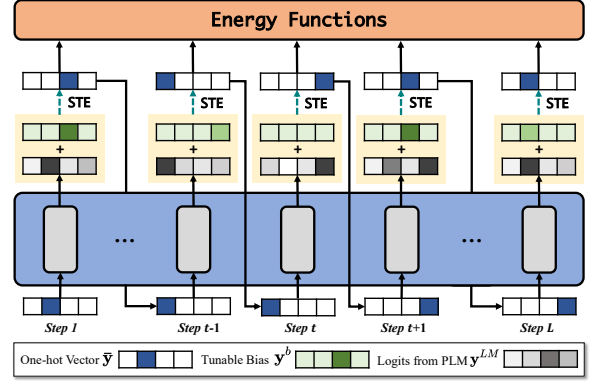 Energy Functions
STE STE STE STE STE
+ + + + +
... ...
Step 1 Step t-1 Step t Step t+1 Step L
One-hot Vector ȳ Tunable Bias y^b Logits from PLM y^LM